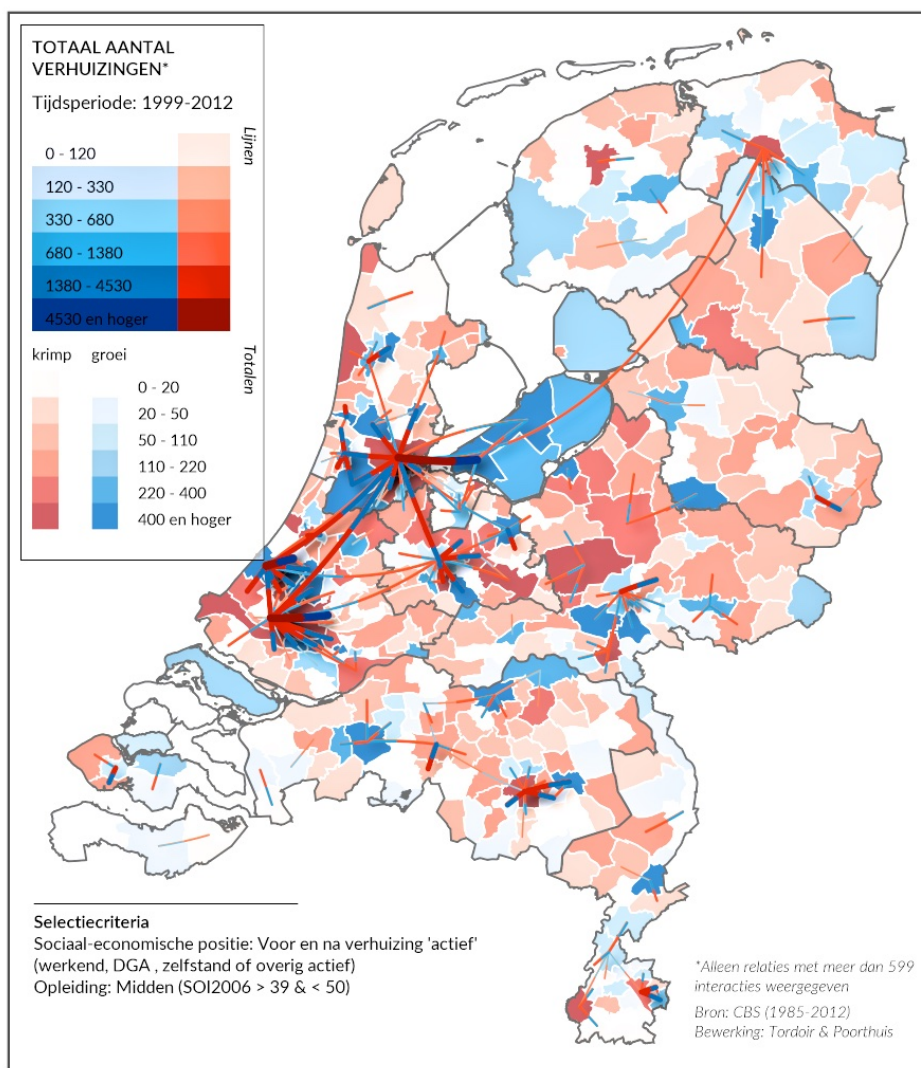 TOTAAL AANTAL
VERHUIZINGEN*
Tijdsperiode: 1999-2012
Lijnen
0 - 120
120 - 330
330 - 680
680 - 1380
1380 - 4530
4530 en hoger
krimp groei
Totalen
0 - 20
20 - 50
50 - 110
110 - 220
220 - 400
400 en hoger
Selectiecriteria
Sociaal-economische positie: Voor en na verhuizing 'actief'
(werkend, DGA , zelfstand of overig actief)
Opleiding: Midden (SOI2006 > 39 & < 50)
*Alleen relaties met meer dan 599
interacties weergegeven
Bron: CBS (1985-2012)
Bewerking: Tordoir & Poorthuis